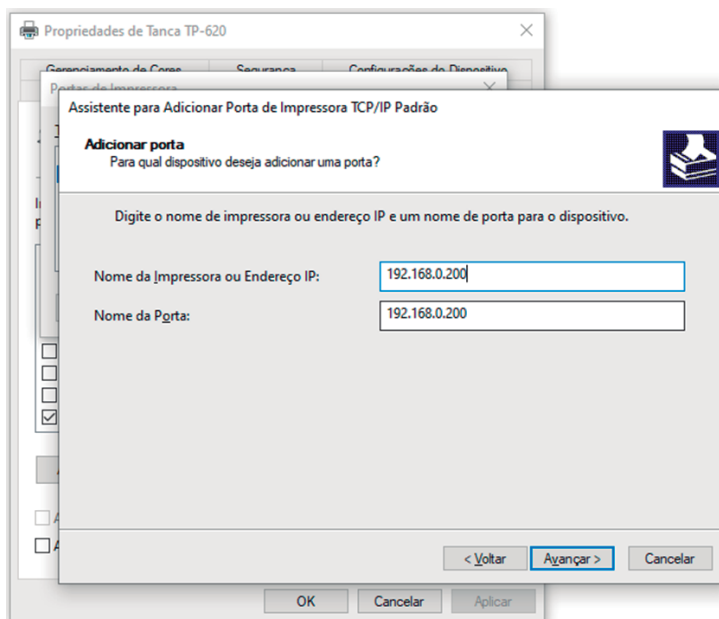 Propriedades de Tanca TP-620
Gerenciamento de Cores Segurança Configurações do Dispositivo
Portas de Impressora
Assistente para Adicionar Porta de Impressora TCP/IP Padrão
Adicionar porta
Para qual dispositivo deseja adicionar uma porta?
Digite o nome de impressora ou endereço IP e um nome de porta para o dispositivo.
Nome da Impressora ou Endereço IP: 192.168.0.200
Nome da Porta: 192.168.0.200
< Voltar Avançar > Cancelar
OK Cancelar Aplicar